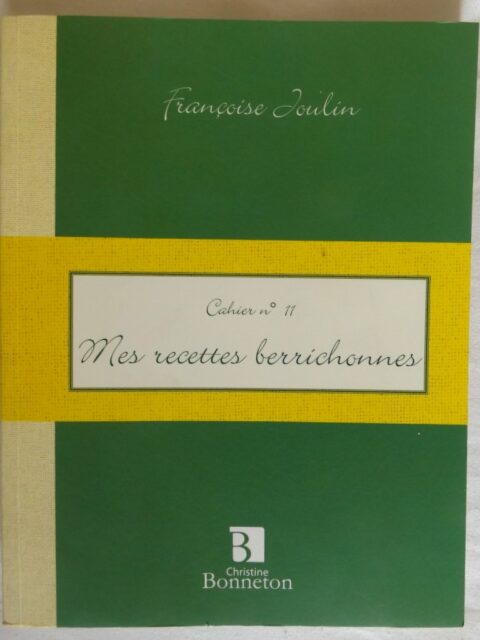 Françoise Joulin
Cahier n° 11
Mes recettes berrichonnes
B
Christine
Bonneton